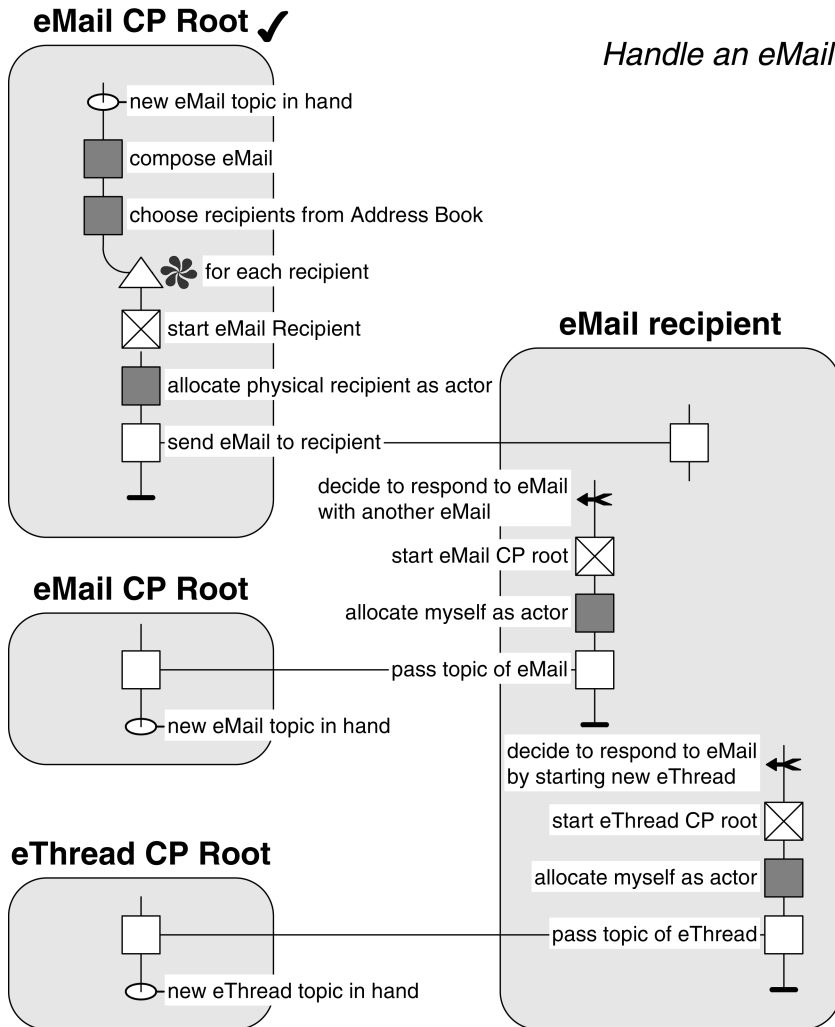 eMail CP Root
Handle an eMail
new eMail topic in hand
compose eMail
choose recipients from Address Book
for each recipient
start eMail Recipient
allocate physical recipient as actor
send eMail to recipient
eMail recipient
decide to respond to eMail
with another eMail
start eMail CP root
allocate myself as actor
pass topic of eMail
eMail CP Root
new eMail topic in hand
decide to respond to eMail
by starting new eThread
start eThread CP root
allocate myself as actor
pass topic of eThread
eThread CP Root
new eThread topic in hand